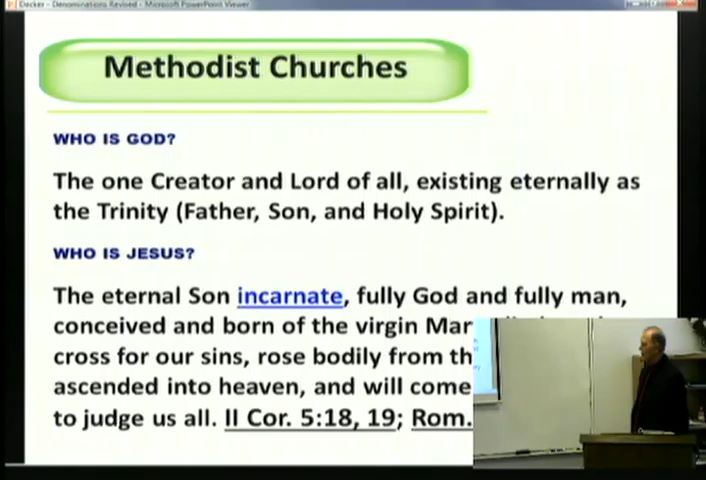 Decker - Denominations Revised - Microsoft PowerPoint Viewer
Methodist Churches
WHO IS GOD?
The one Creator and Lord of all, existing eternally as
the Trinity (Father, Son, and Holy Spirit).
WHO IS JESUS?
The eternal Son incarnate, fully God and fully man,
conceived and born of the virgin Mar
cross for our sins, rose bodily from th
ascended into heaven, and will come
to judge us all. II Cor. 5:18, 19; Rom.